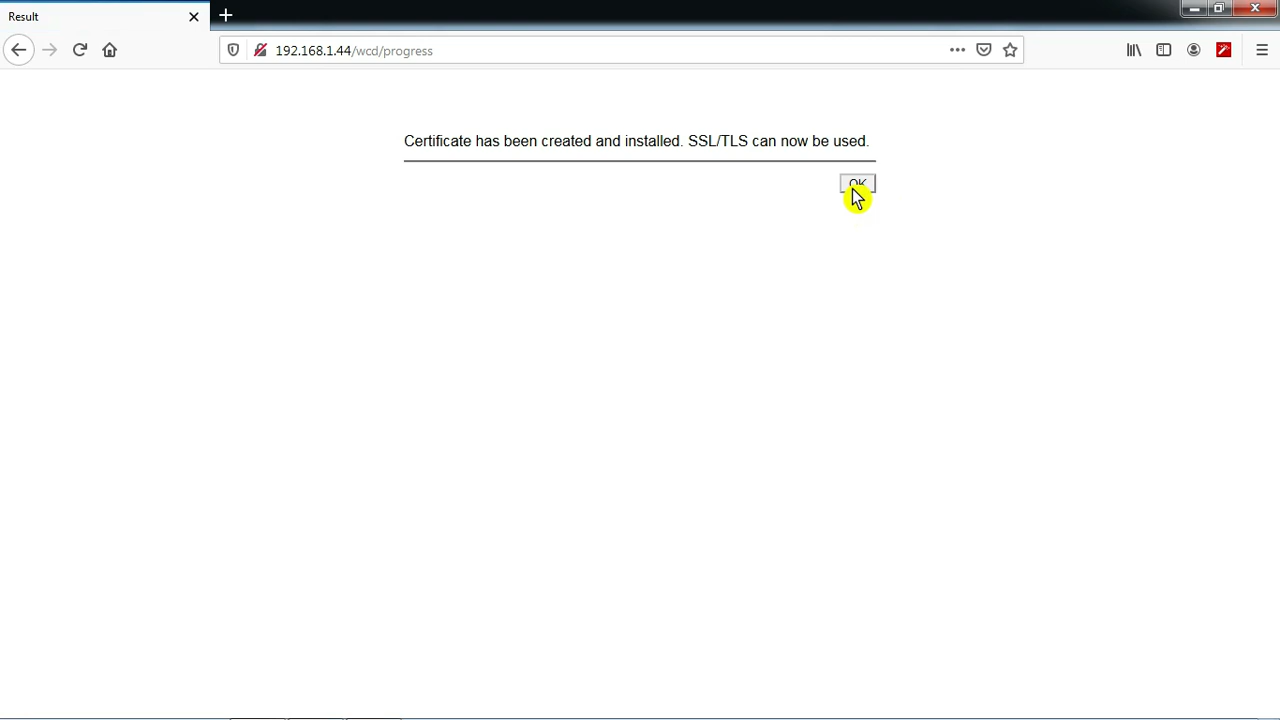 Result
192.168.1.44/wcd/progress
Certificate has been created and installed. SSL/TLS can now be used.
OK